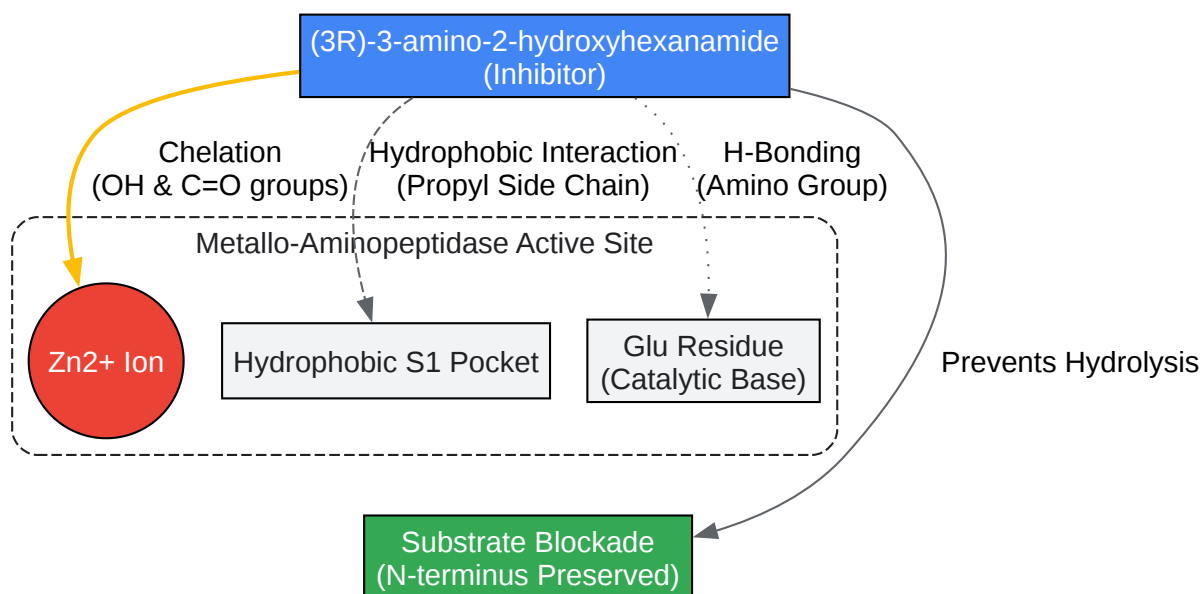 (3R)-3-amino-2-hydroxyhexanamide
(Inhibitor)
Chelation
(OH & C=O groups)
Hydrophobic Interaction
(Propyl Side Chain)
H-Bonding
(Amino Group)
Metallo-Aminopeptidase Active Site
Zn2+ Ion
Hydrophobic S1 Pocket
Glu Residue
(Catalytic Base)
Prevents Hydrolysis
Substrate Blockade
(N-terminus Preserved)